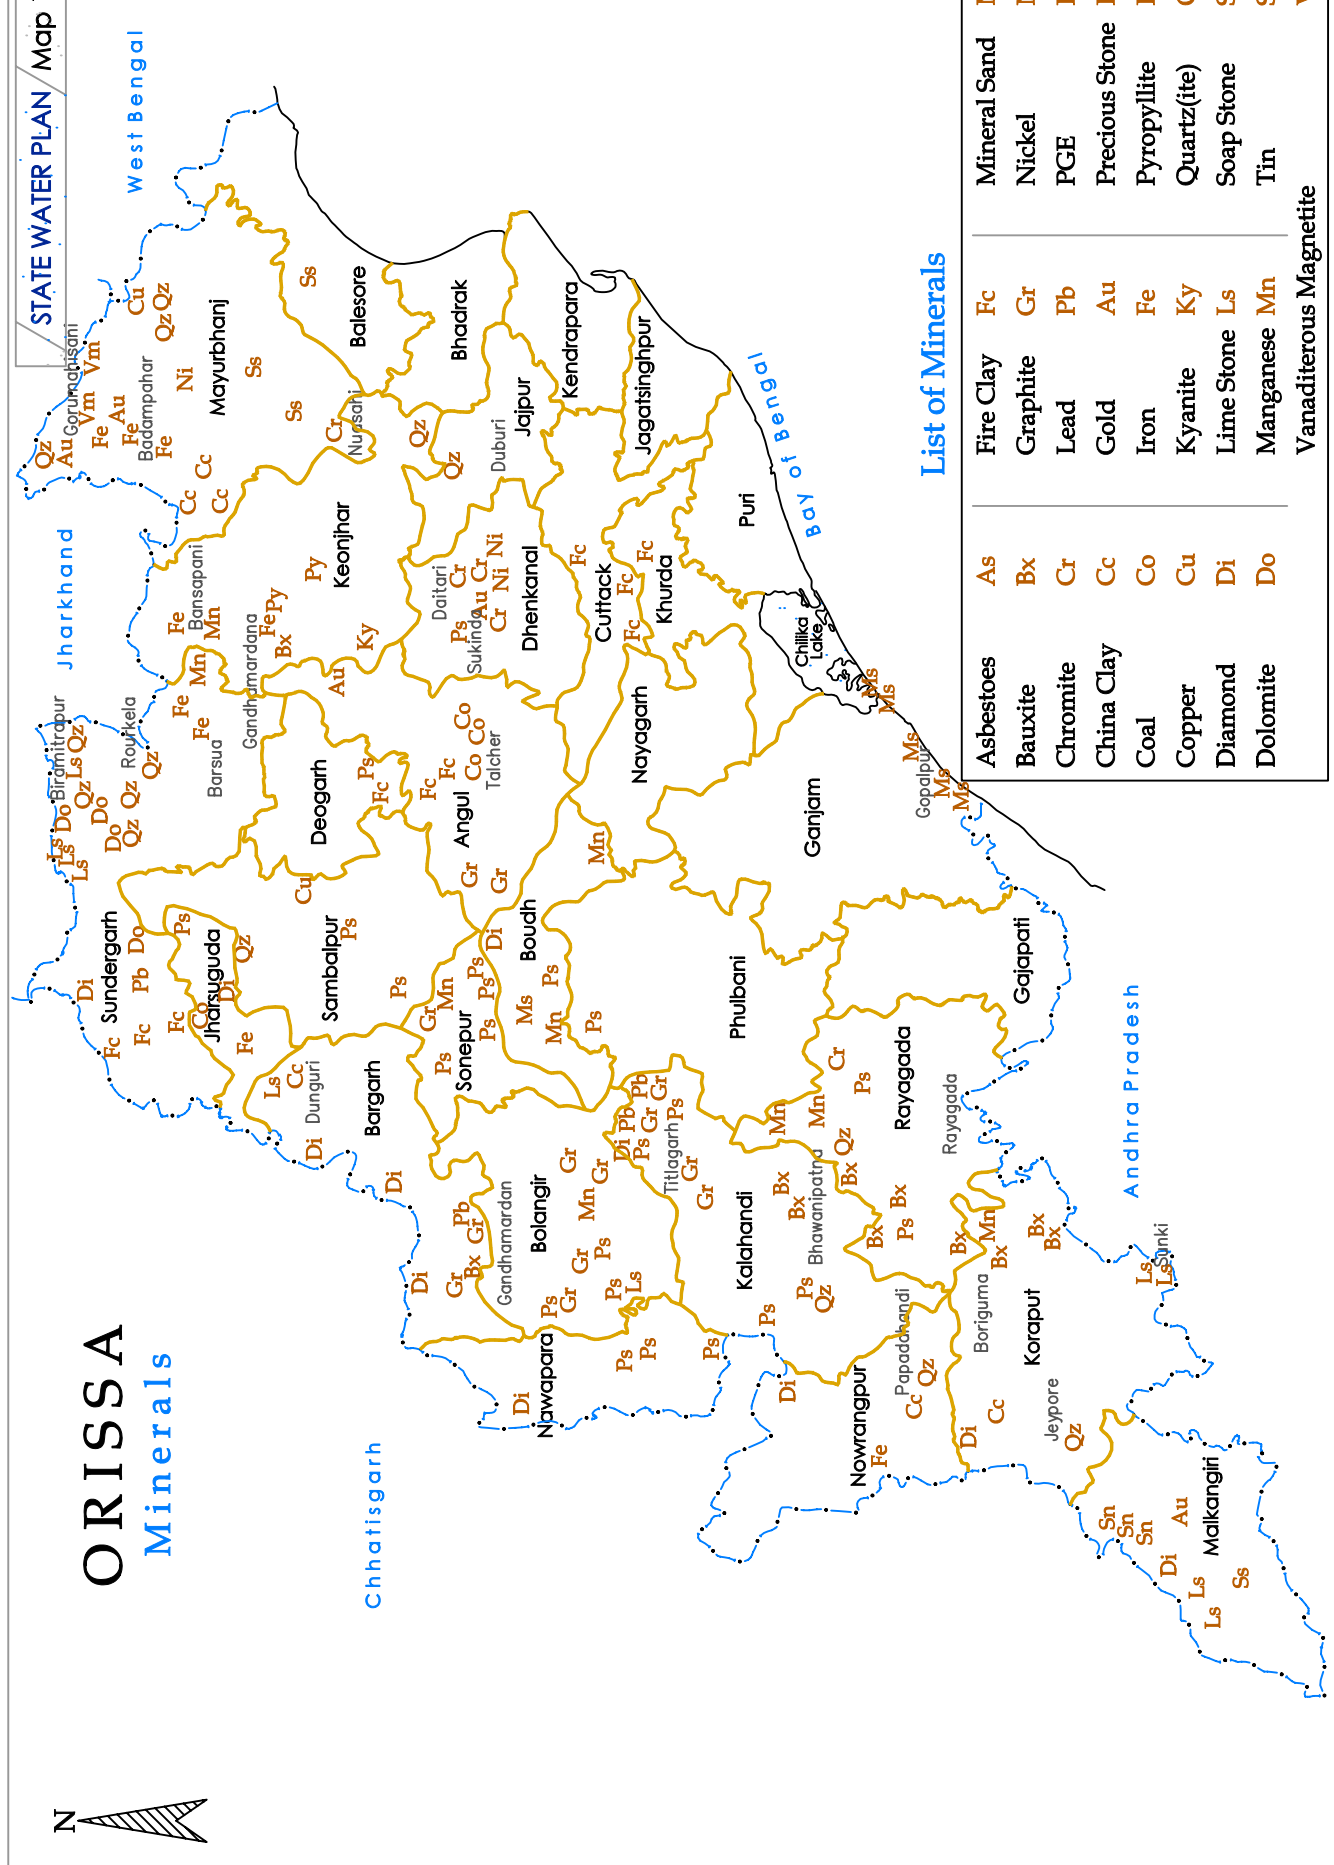 STATE WATER PLAN
Map
ORISSA
Minerals
N
West Bengal
Jharkhand
Chhatisgarh
Andhra Pradesh
Bay of Bengal
Gorumahisani
Badampahar
Mayurbhanj
Balesore
Bhadrak
Nuasahi
Keonjhar
Bansapani
Gandhamardana
Biramitrapur
Rourkela
Barsua
Sundergarh
Jharsuguda
Deogarh
Sambalpur
Dunguri
Bargarh
Daitari
Sukinda
Duburi
Jajpur
Kendrapara
Jagatsinghpur
Dhenkanal
Cuttack
Khurda
Puri
Chilika
Lake
Talcher
Angul
Nayagarh
Boudh
Sonepur
Ganjam
Gopalpur
Gajapati
Phulbani
Titlagarh
Bolangir
Gandhamardan
Nawapara
Kalahandi
Bhawanipatna
Rayagada
Rayagada
Papadahandi
Nowrangpur
Boriguma
Koraput
Jeypore
Sunki
Malkangiri
List of Minerals
Asbestoes As Fire Clay Fc Mineral Sand
Bauxite Bx Graphite Gr Nickel
Chromite Cr Lead Pb PGE
China Clay Cc Gold Au Precious Stone
Coal Co Iron Fe Pyropyllite
Copper Cu Kyanite Ky Quartz(ite)
Diamond Di Lime Stone Ls Soap Stone
Dolomite Do Manganese Mn Tin
Vanaditerous Magnetite